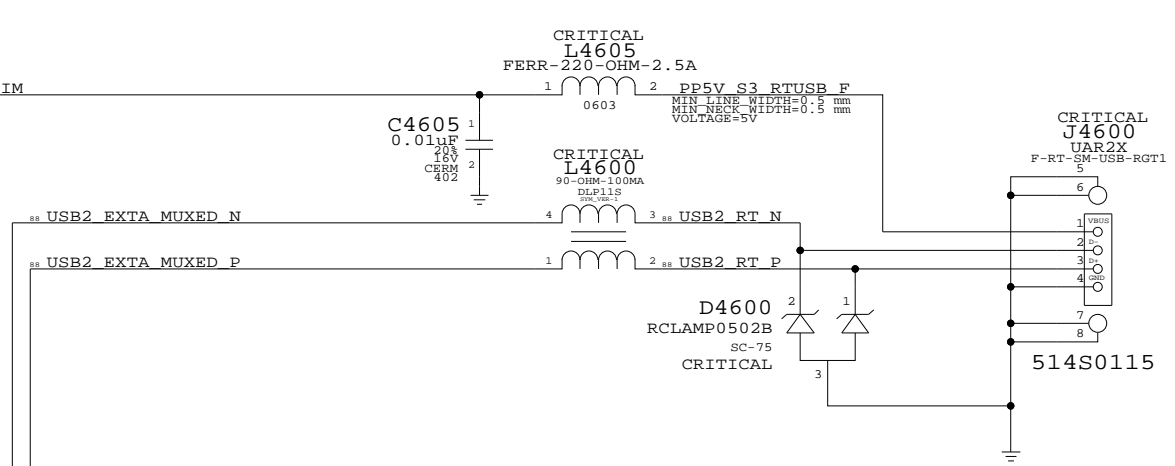 CRITICAL
L4605
FERR-220-OHM-2.5A
IM
1
2
PP5V_S3_RTUSB_F
0603
MIN_LINE_WIDTH=0.5 mm
MIN_NECK_WIDTH=0.5 mm
VOLTAGE=5V
C4605
1
0.01uF
20%
16V
CERM
402
2
CRITICAL
L4600
90-OHM-100MA
DLP11S
SYM_VER-1
CRITICAL
J4600
UAR2X
F-RT-SM-USB-RGT1
5
6
88 USB2_EXTA_MUXED_N
4
3
88 USB2_RT_N
1 VBUS
2 D-
88 USB2_EXTA_MUXED_P
1
2
88 USB2_RT_P
3 D+
4 GND
D4600
2
1
RCLAMP0502B
SC-75
CRITICAL
3
7
8
514S0115